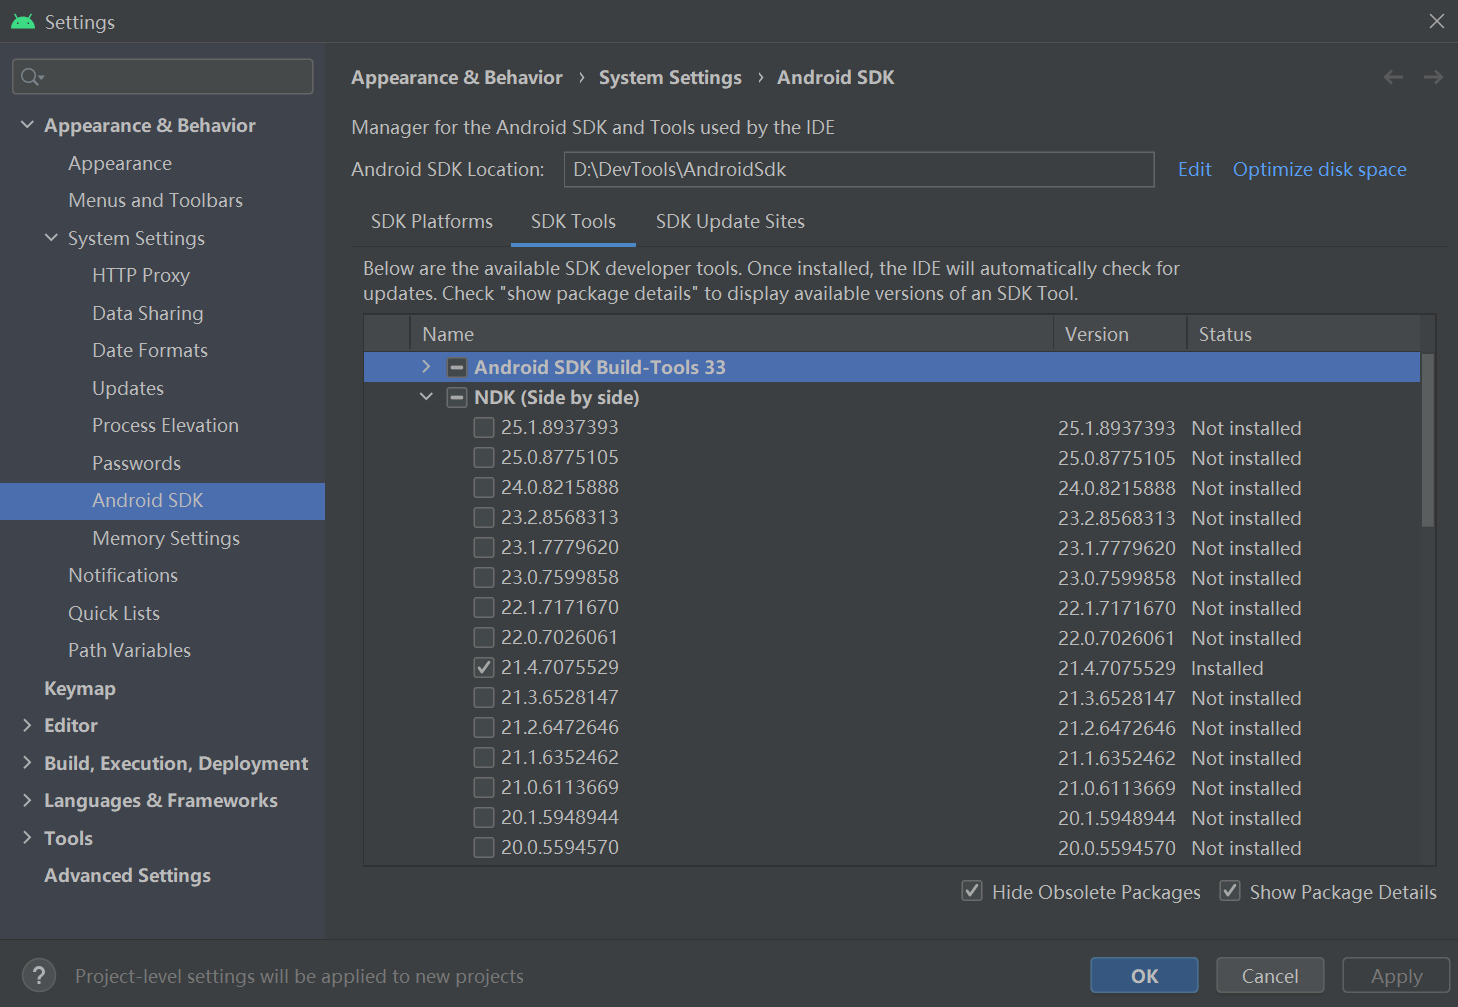 Settings
Appearance & Behavior
Appearance
Menus and Toolbars
System Settings
HTTP Proxy
Data Sharing
Date Formats
Updates
Process Elevation
Passwords
Android SDK
Memory Settings
Notifications
Quick Lists
Path Variables
Keymap
Editor
Build, Execution, Deployment
Languages & Frameworks
Tools
Advanced Settings
Appearance & Behavior › System Settings › Android SDK
Manager for the Android SDK and Tools used by the IDE
Android SDK Location: D:\DevTools\AndroidSdk Edit Optimize disk space
SDK Platforms SDK Tools SDK Update Sites
Below are the available SDK developer tools. Once installed, the IDE will automatically check for
updates. Check "show package details" to display available versions of an SDK Tool.
Name Version Status
Android SDK Build-Tools 33
NDK (Side by side)
25.1.8937393 25.1.8937393 Not installed
25.0.8775105 25.0.8775105 Not installed
24.0.8215888 24.0.8215888 Not installed
23.2.8568313 23.2.8568313 Not installed
23.1.7779620 23.1.7779620 Not installed
23.0.7599858 23.0.7599858 Not installed
22.1.7171670 22.1.7171670 Not installed
22.0.7026061 22.0.7026061 Not installed
21.4.7075529 21.4.7075529 Installed
21.3.6528147 21.3.6528147 Not installed
21.2.6472646 21.2.6472646 Not installed
21.1.6352462 21.1.6352462 Not installed
21.0.6113669 21.0.6113669 Not installed
20.1.5948944 20.1.5948944 Not installed
20.0.5594570 20.0.5594570 Not installed
Hide Obsolete Packages Show Package Details
? Project-level settings will be applied to new projects
OK Cancel Apply